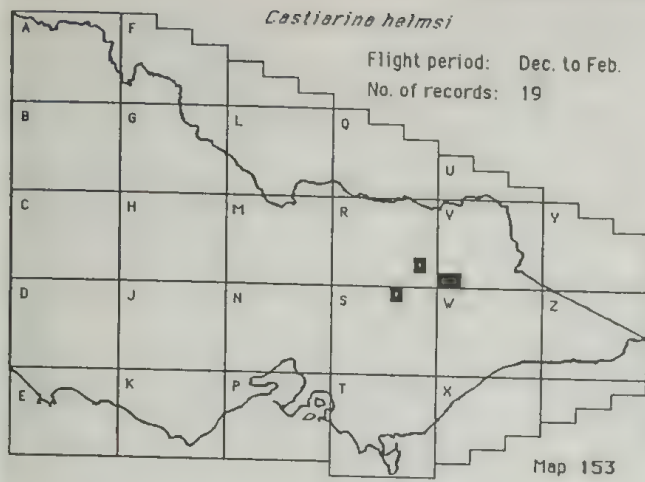 Castiarina helmsi
Flight period: Dec. to Feb.
No. of records: 19
A F
B G L Q
U
C H M R V Y
D J N S W Z
E K P T X
Map 153